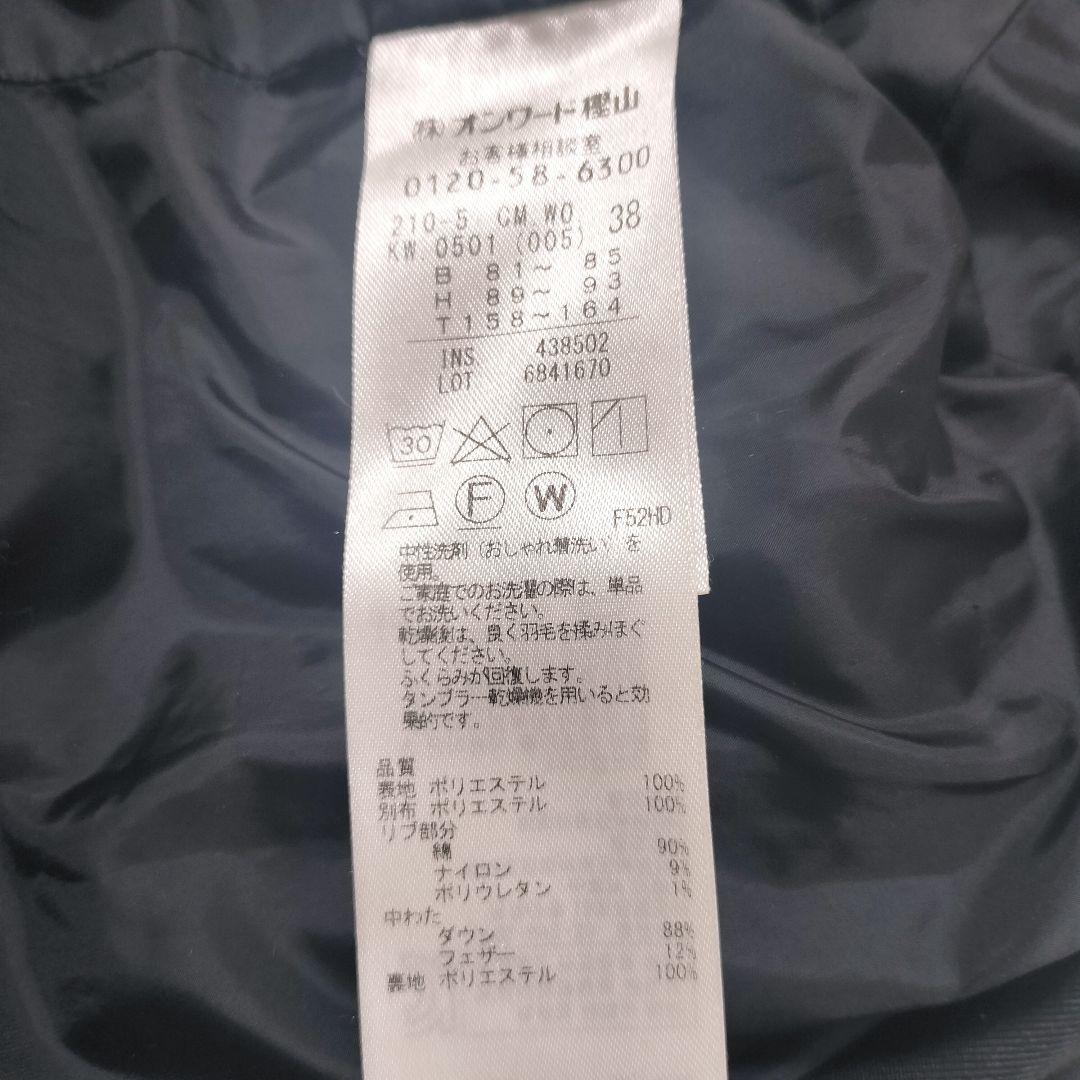 ㈱オンワード樫山
お客様相談室
0120-58-6300
210-5 CM WO 38
KW 0501 (005)
B 81～ 85
H 89～ 93
T158～164
INS 438502
LOT 6841670
30
F W
F52HD
中性洗剤(おしゃれ着洗い)を
使用。
ご家庭でのお洗濯の際は、単品
でお洗いください。
乾燥後は、良く羽毛を揉みほぐ
してください。
ふくらみが回復します。
タンブラー乾燥機を用いると効
果的です。
品質
表地 ポリエステル 100%
別布 ポリエステル 100%
リブ部分
綿 90%
ナイロン 9%
ポリウレタン 1%
中わた
ダウン 88%
フェザー 12%
裏地 ポリエステル 100%